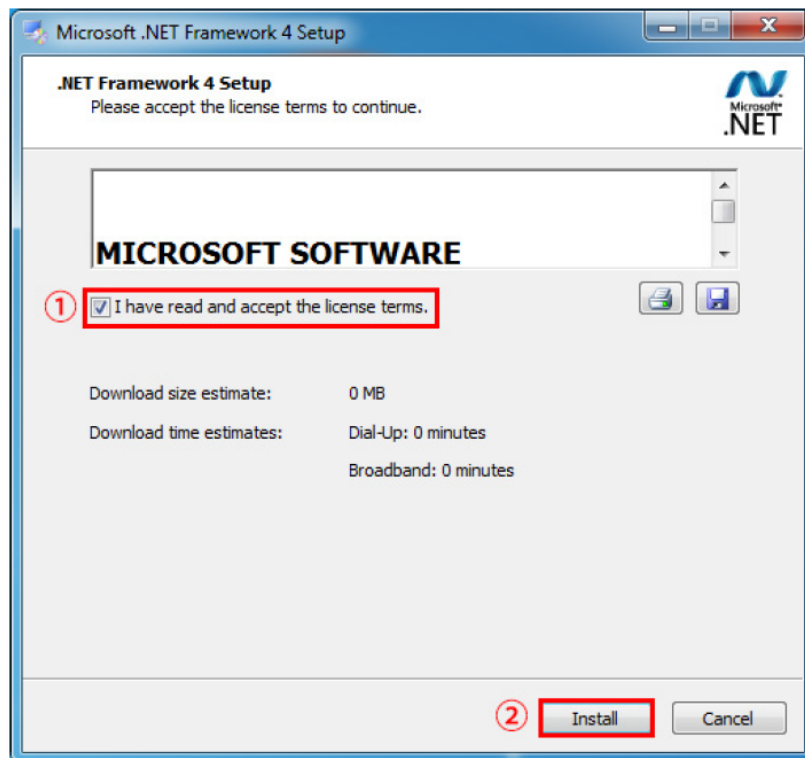 Microsoft .NET Framework 4 Setup
.NET Framework 4 Setup
Please accept the license terms to continue.
Microsoft®
.NET
MICROSOFT SOFTWARE
① I have read and accept the license terms.
Download size estimate: 0 MB
Download time estimates: Dial-Up: 0 minutes
Broadband: 0 minutes
② Install Cancel